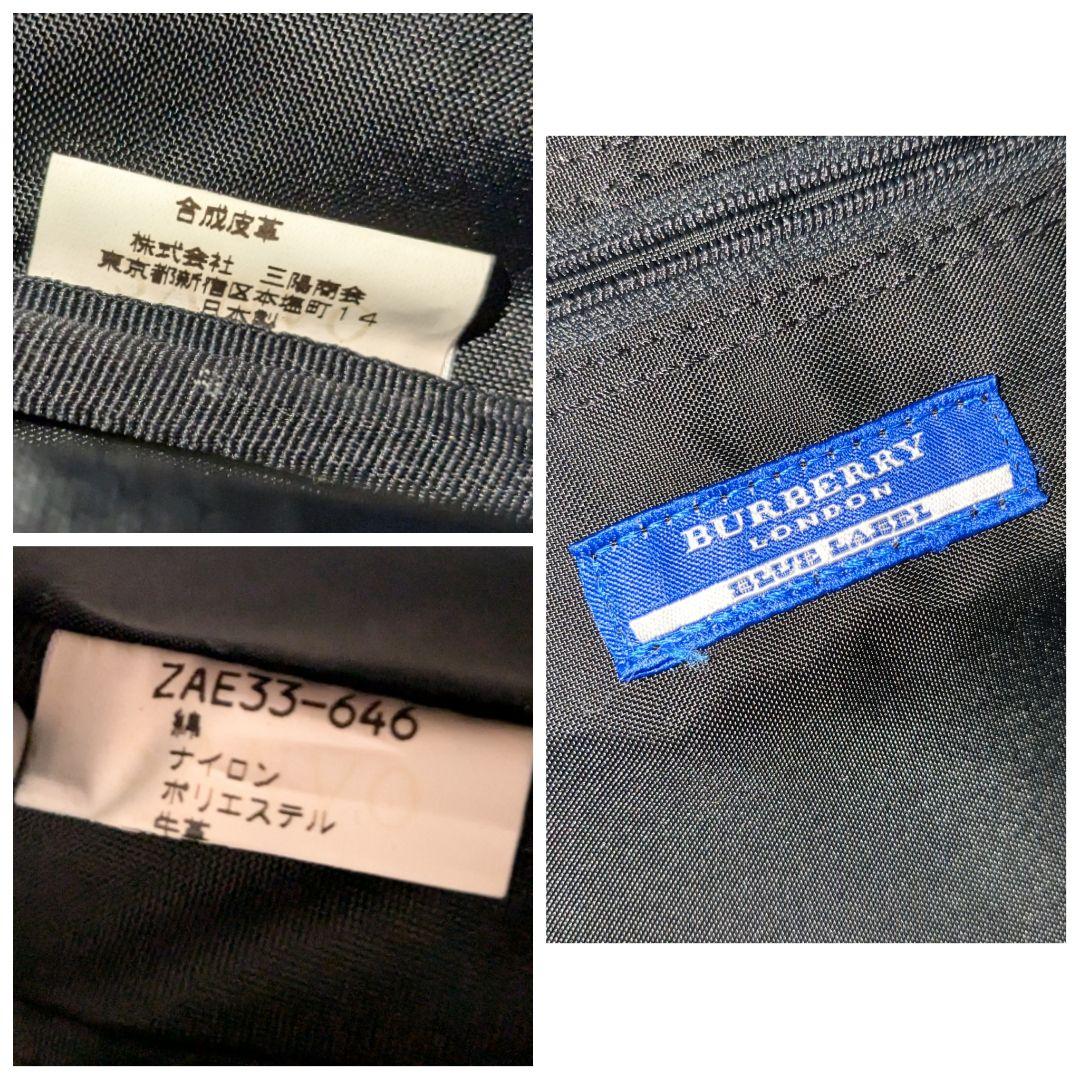 合成皮革
株式会社 三陽商会
東京都新宿区本塩町14
日本製
ZAE33-646
綿
ナイロン
ポリエステル
牛革
BURBERRY
LONDON
BLUE LABEL